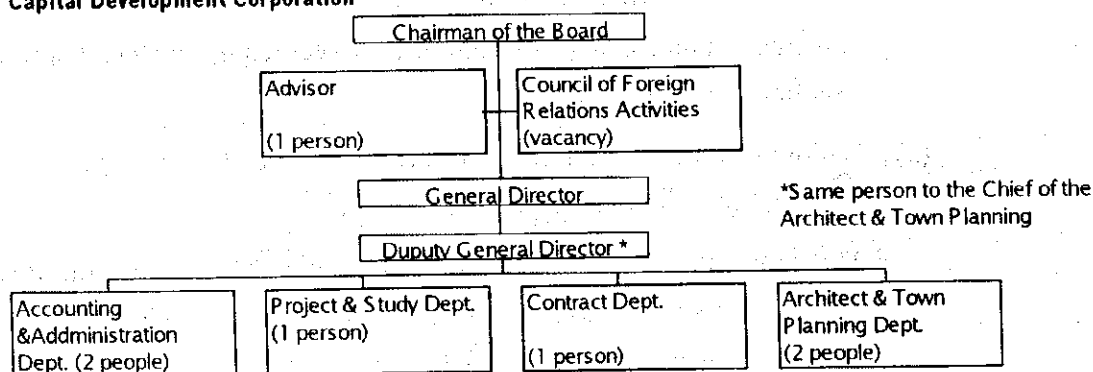 Capital Development Corporation
Chairman of the Board
Advisor
(1 person)
Council of Foreign
Relations Activities
(vacancy)
General Director
*Same person to the Chief of the
Architect & Town Planning
Duputy General Director *
Accounting
&Addministration
Dept. (2 people)
Project & Study Dept.
(1 person)
Contract Dept.
(1 person)
Architect & Town
Planning Dept.
(2 people)